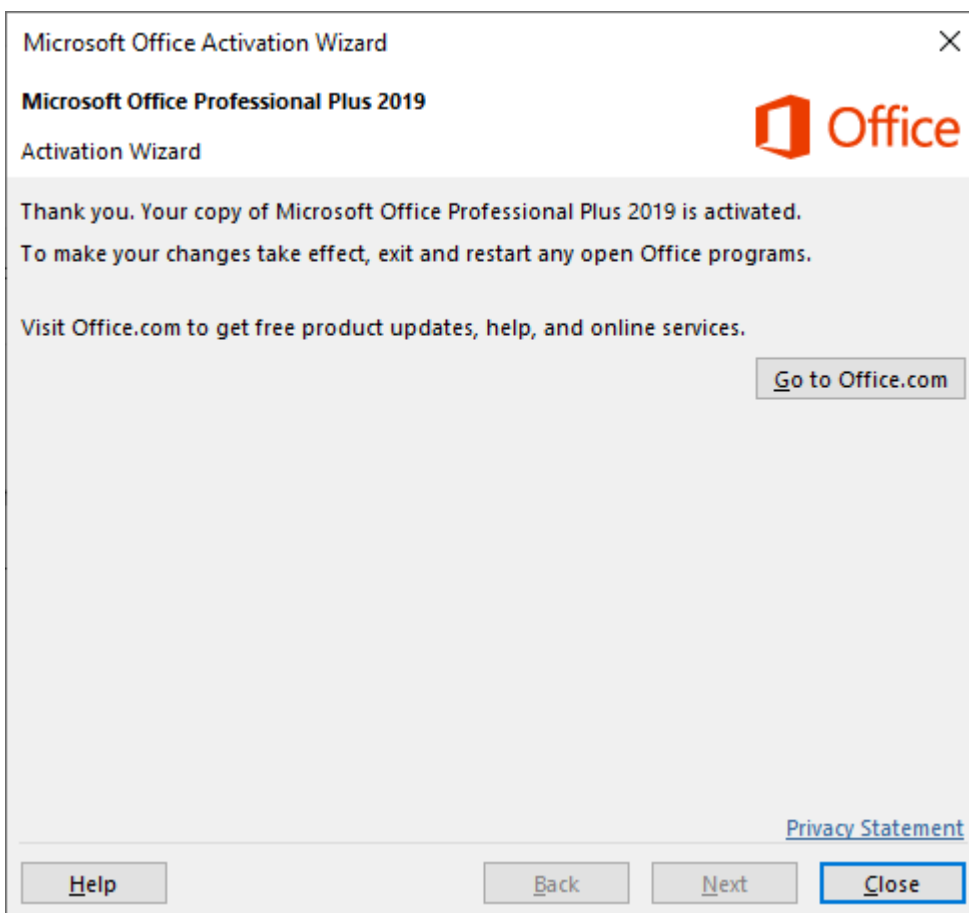 Microsoft Office Activation Wizard
Microsoft Office Professional Plus 2019
Office
Activation Wizard
Thank you. Your copy of Microsoft Office Professional Plus 2019 is activated.
To make your changes take effect, exit and restart any open Office programs.
Visit Office.com to get free product updates, help, and online services.
Go to Office.com
Privacy Statement
Help Back Next Close